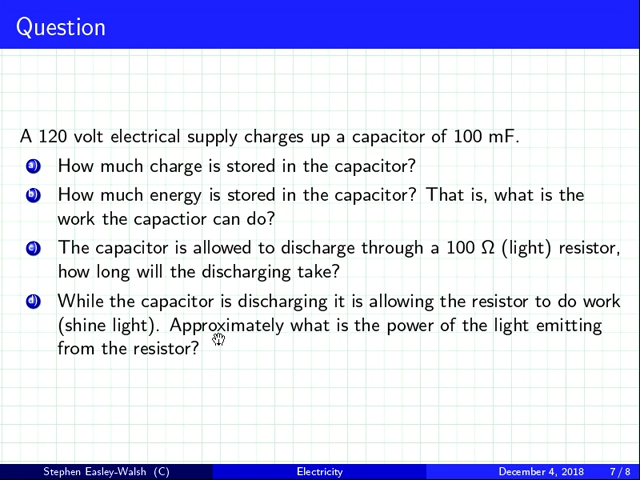 Question
A 120 volt electrical supply charges up a capacitor of 100 mF.
a) How much charge is stored in the capacitor?
b) How much energy is stored in the capacitor? That is, what is the
work the capactior can do?
c) The capacitor is allowed to discharge through a 100 Ω (light) resistor,
how long will the discharging take?
d) While the capacitor is discharging it is allowing the resistor to do work
(shine light). Approximately what is the power of the light emitting
from the resistor?
Stephen Easley-Walsh (C) Electricity December 4, 2018 7 / 8